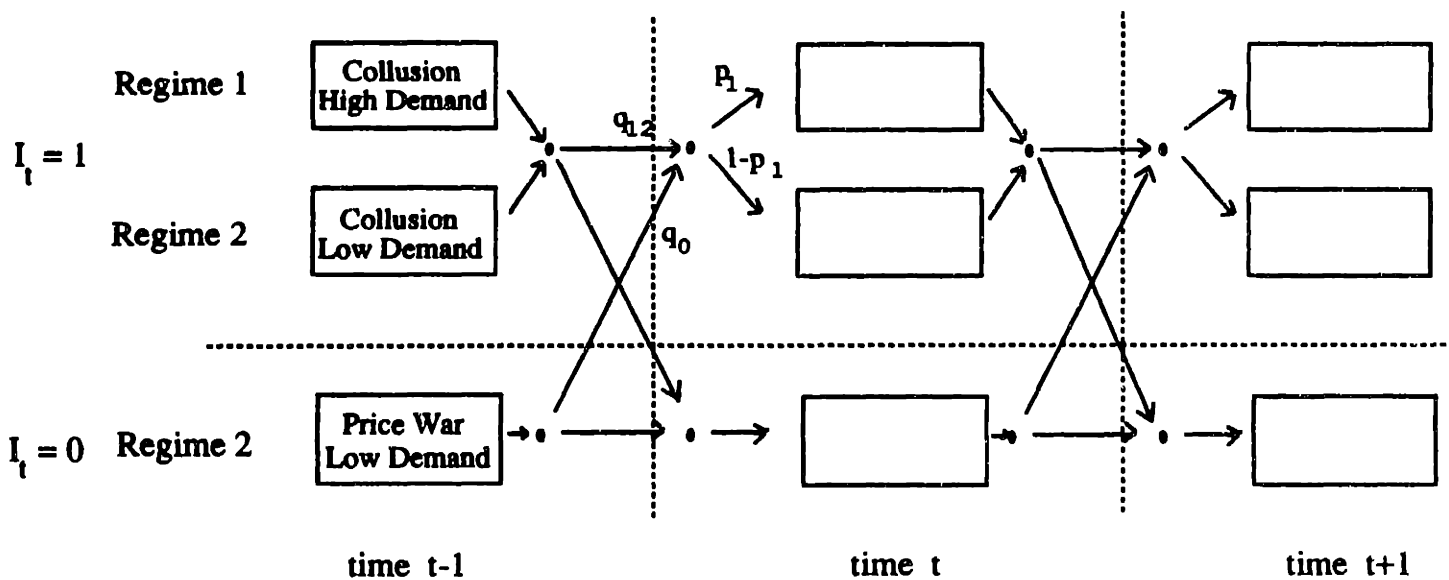 Regime 1
Collusion
High Demand
p₁
q₁₂
I_t = 1
1-p₁
Regime 2
Collusion
Low Demand
q₀
I_t = 0
Regime 2
Price War
Low Demand
time t-1
time t
time t+1